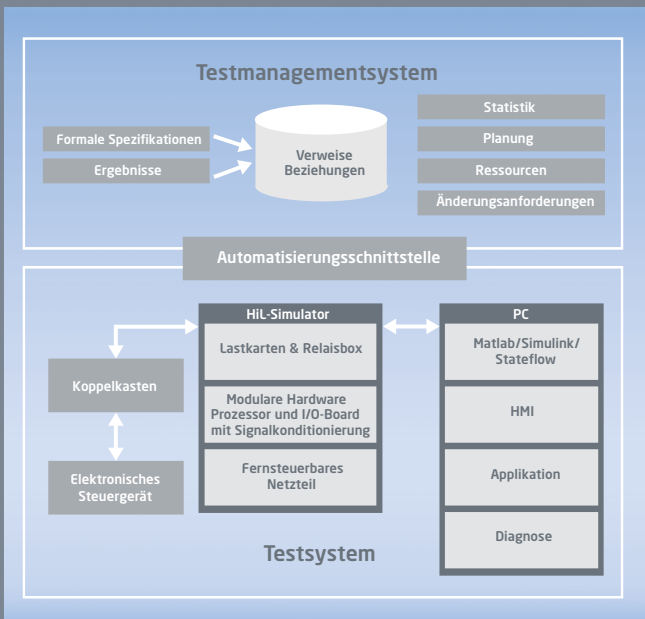 Testmanagementsystem
Formale Spezifikationen
Ergebnisse
Verweise
Beziehungen
Statistik
Planung
Ressourcen
Änderungsanforderungen
Automatisierungsschnittstelle
HiL-Simulator
Lastkarten & Relaisbox
Modulare Hardware
Prozessor und I/O-Board
mit Signalkonditionierung
Fernsteuerbares
Netzteil
PC
Matlab/Simulink/
Stateflow
HMI
Applikation
Diagnose
Koppelkasten
Elektronisches
Steuergerät
Testsystem